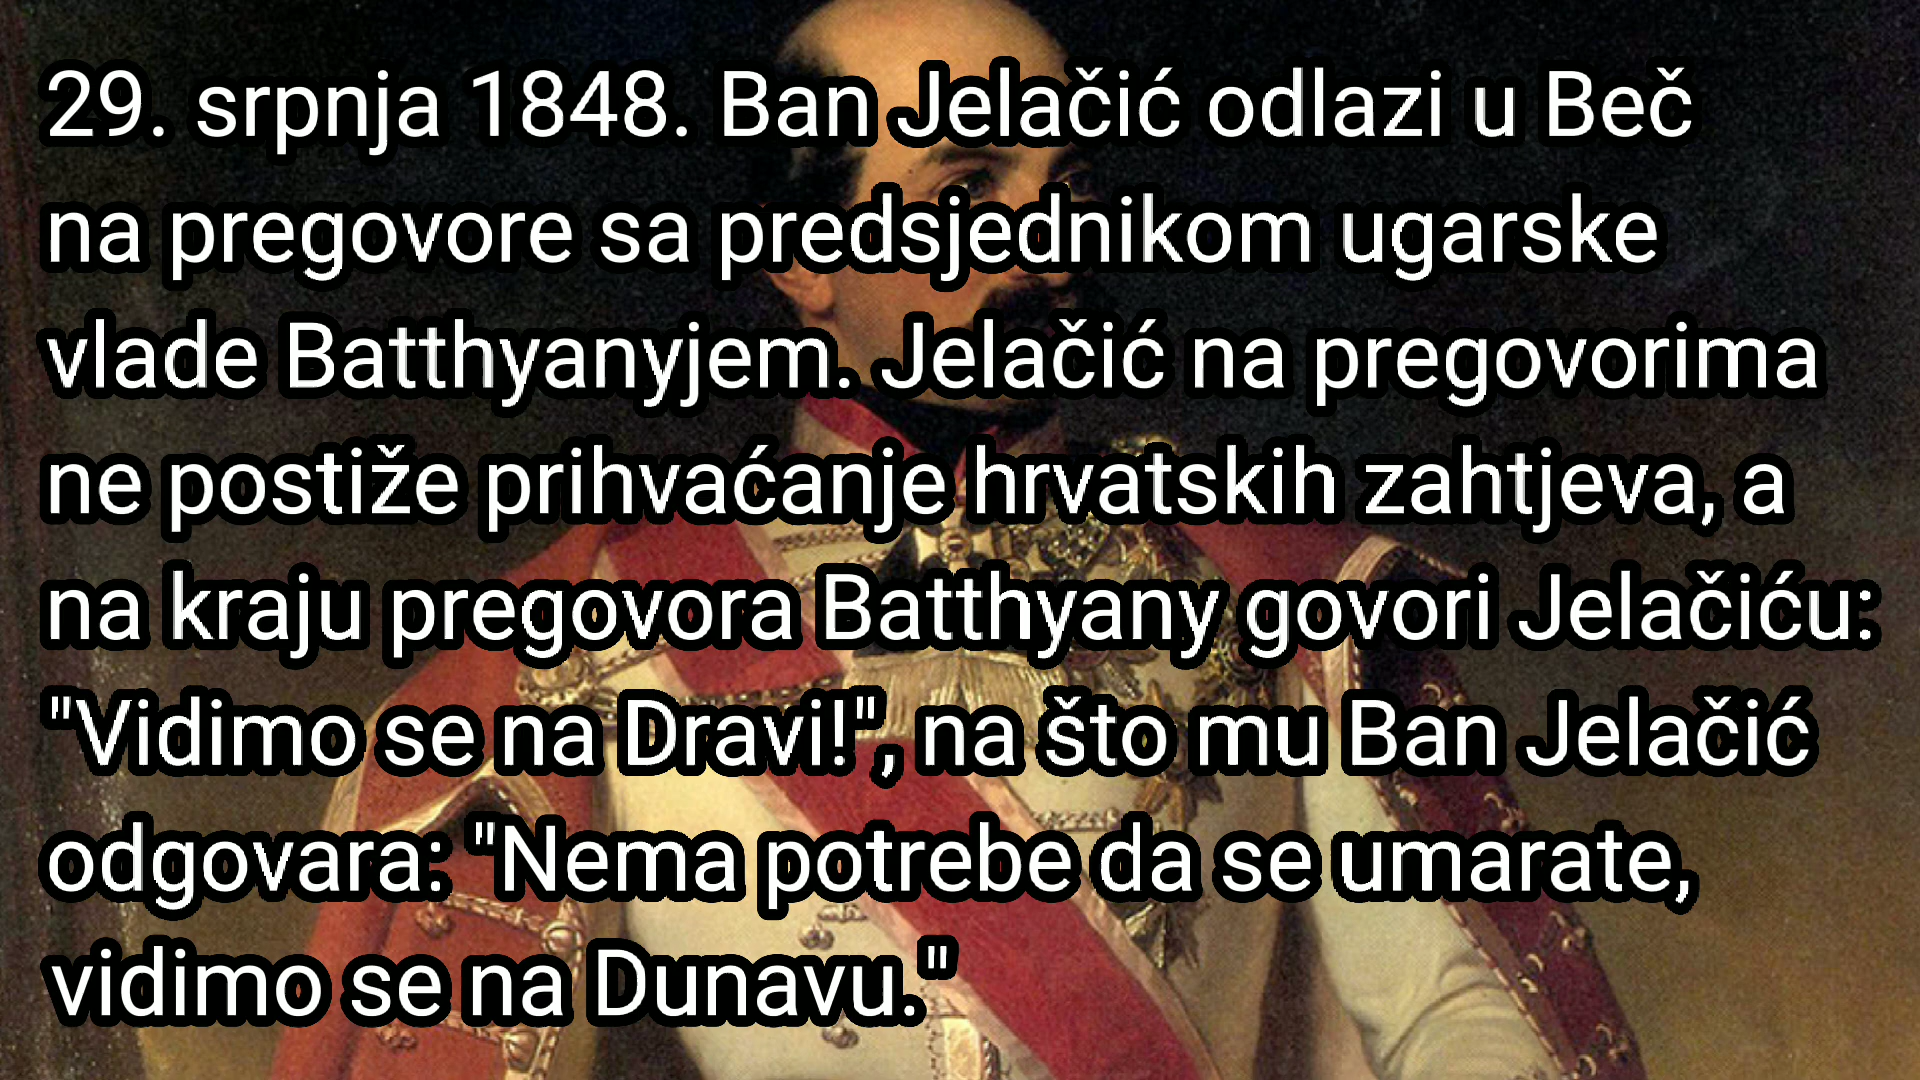 29. srpnja 1848. Ban Jelačić odlazi u Beč
na pregovore sa predsjednikom ugarske
vlade Batthyanyjem. Jelačić na pregovorima
ne postiže prihvaćanje hrvatskih zahtjeva, a
na kraju pregovora Batthyany govori Jelačiću:
"Vidimo se na Dravi!", na što mu Ban Jelačić
odgovara: "Nema potrebe da se umarate,
vidimo se na Dunavu."